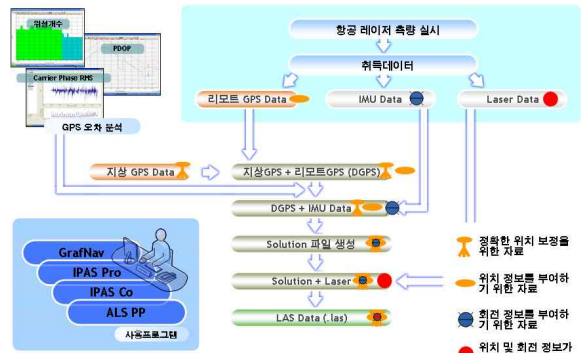 위성개수
PDOP
Carrier Phase RMS
GPS 오차 분석
항공 레이저 측량 실시
취득데이터
리모트 GPS Data
IMU Data
Laser Data
지상 GPS Data
지상GPS + 리모트GPS (DGPS)
DGPS + IMU Data
Solution 파일 생성
Solution + Laser
LAS Data (.las)
GrafNav
IPAS Pro
IPAS Co
ALS PP
사용프로그램
정확한 위치 보정을
위한 자료
위치 정보를 부여하
기 위한 자료
회전 정보를 부여하
기 위한 자료
위치 및 회전 정보가